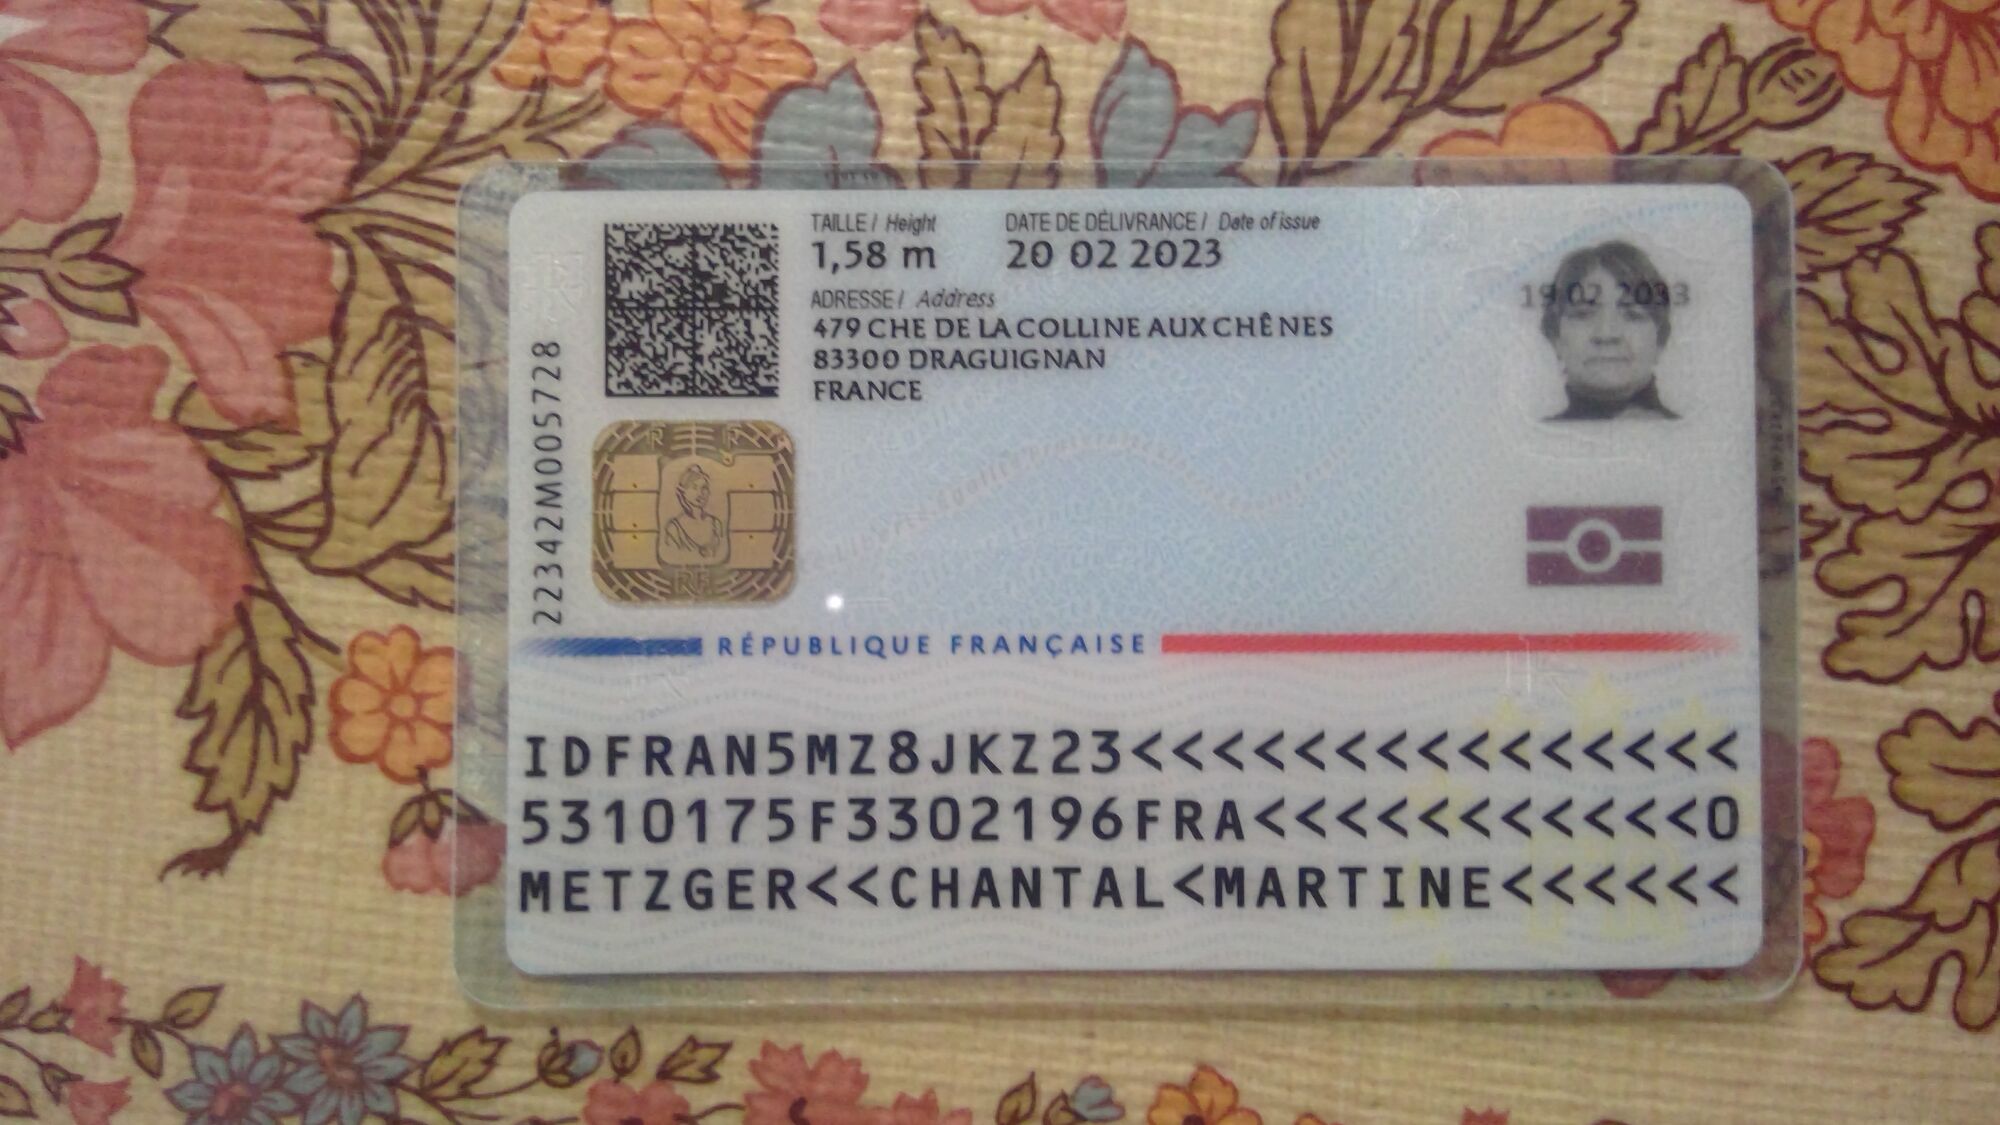 TAILLE / Height
1,58 m
DATE DE DÉLIVRANCE / Date of issue
20 02 2023
ADRESSE / Address
479 CHE DE LA COLLINE AUX CHÊNES
83300 DRAGUIGNAN
FRANCE
19 02 2033
22342M005728
RÉPUBLIQUE FRANÇAISE
IDFRAN5MZ8JKZ23<<<<<<<<<<<<<<<
5310175F3302196FRA<<<<<<<<<<<0
METZGER<<CHANTAL<MARTINE<<<<<<